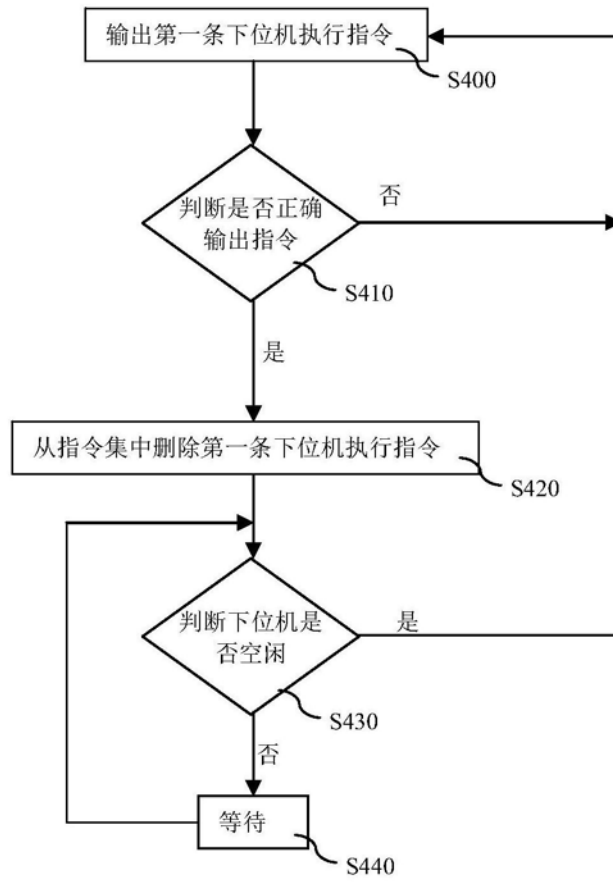 输出第一条下位机执行指令
S400
判断是否正确
输出指令
否
S410
是
从指令集中删除第一条下位机执行指令
S420
判断下位机是
否空闲
是
S430
否
等待
S440